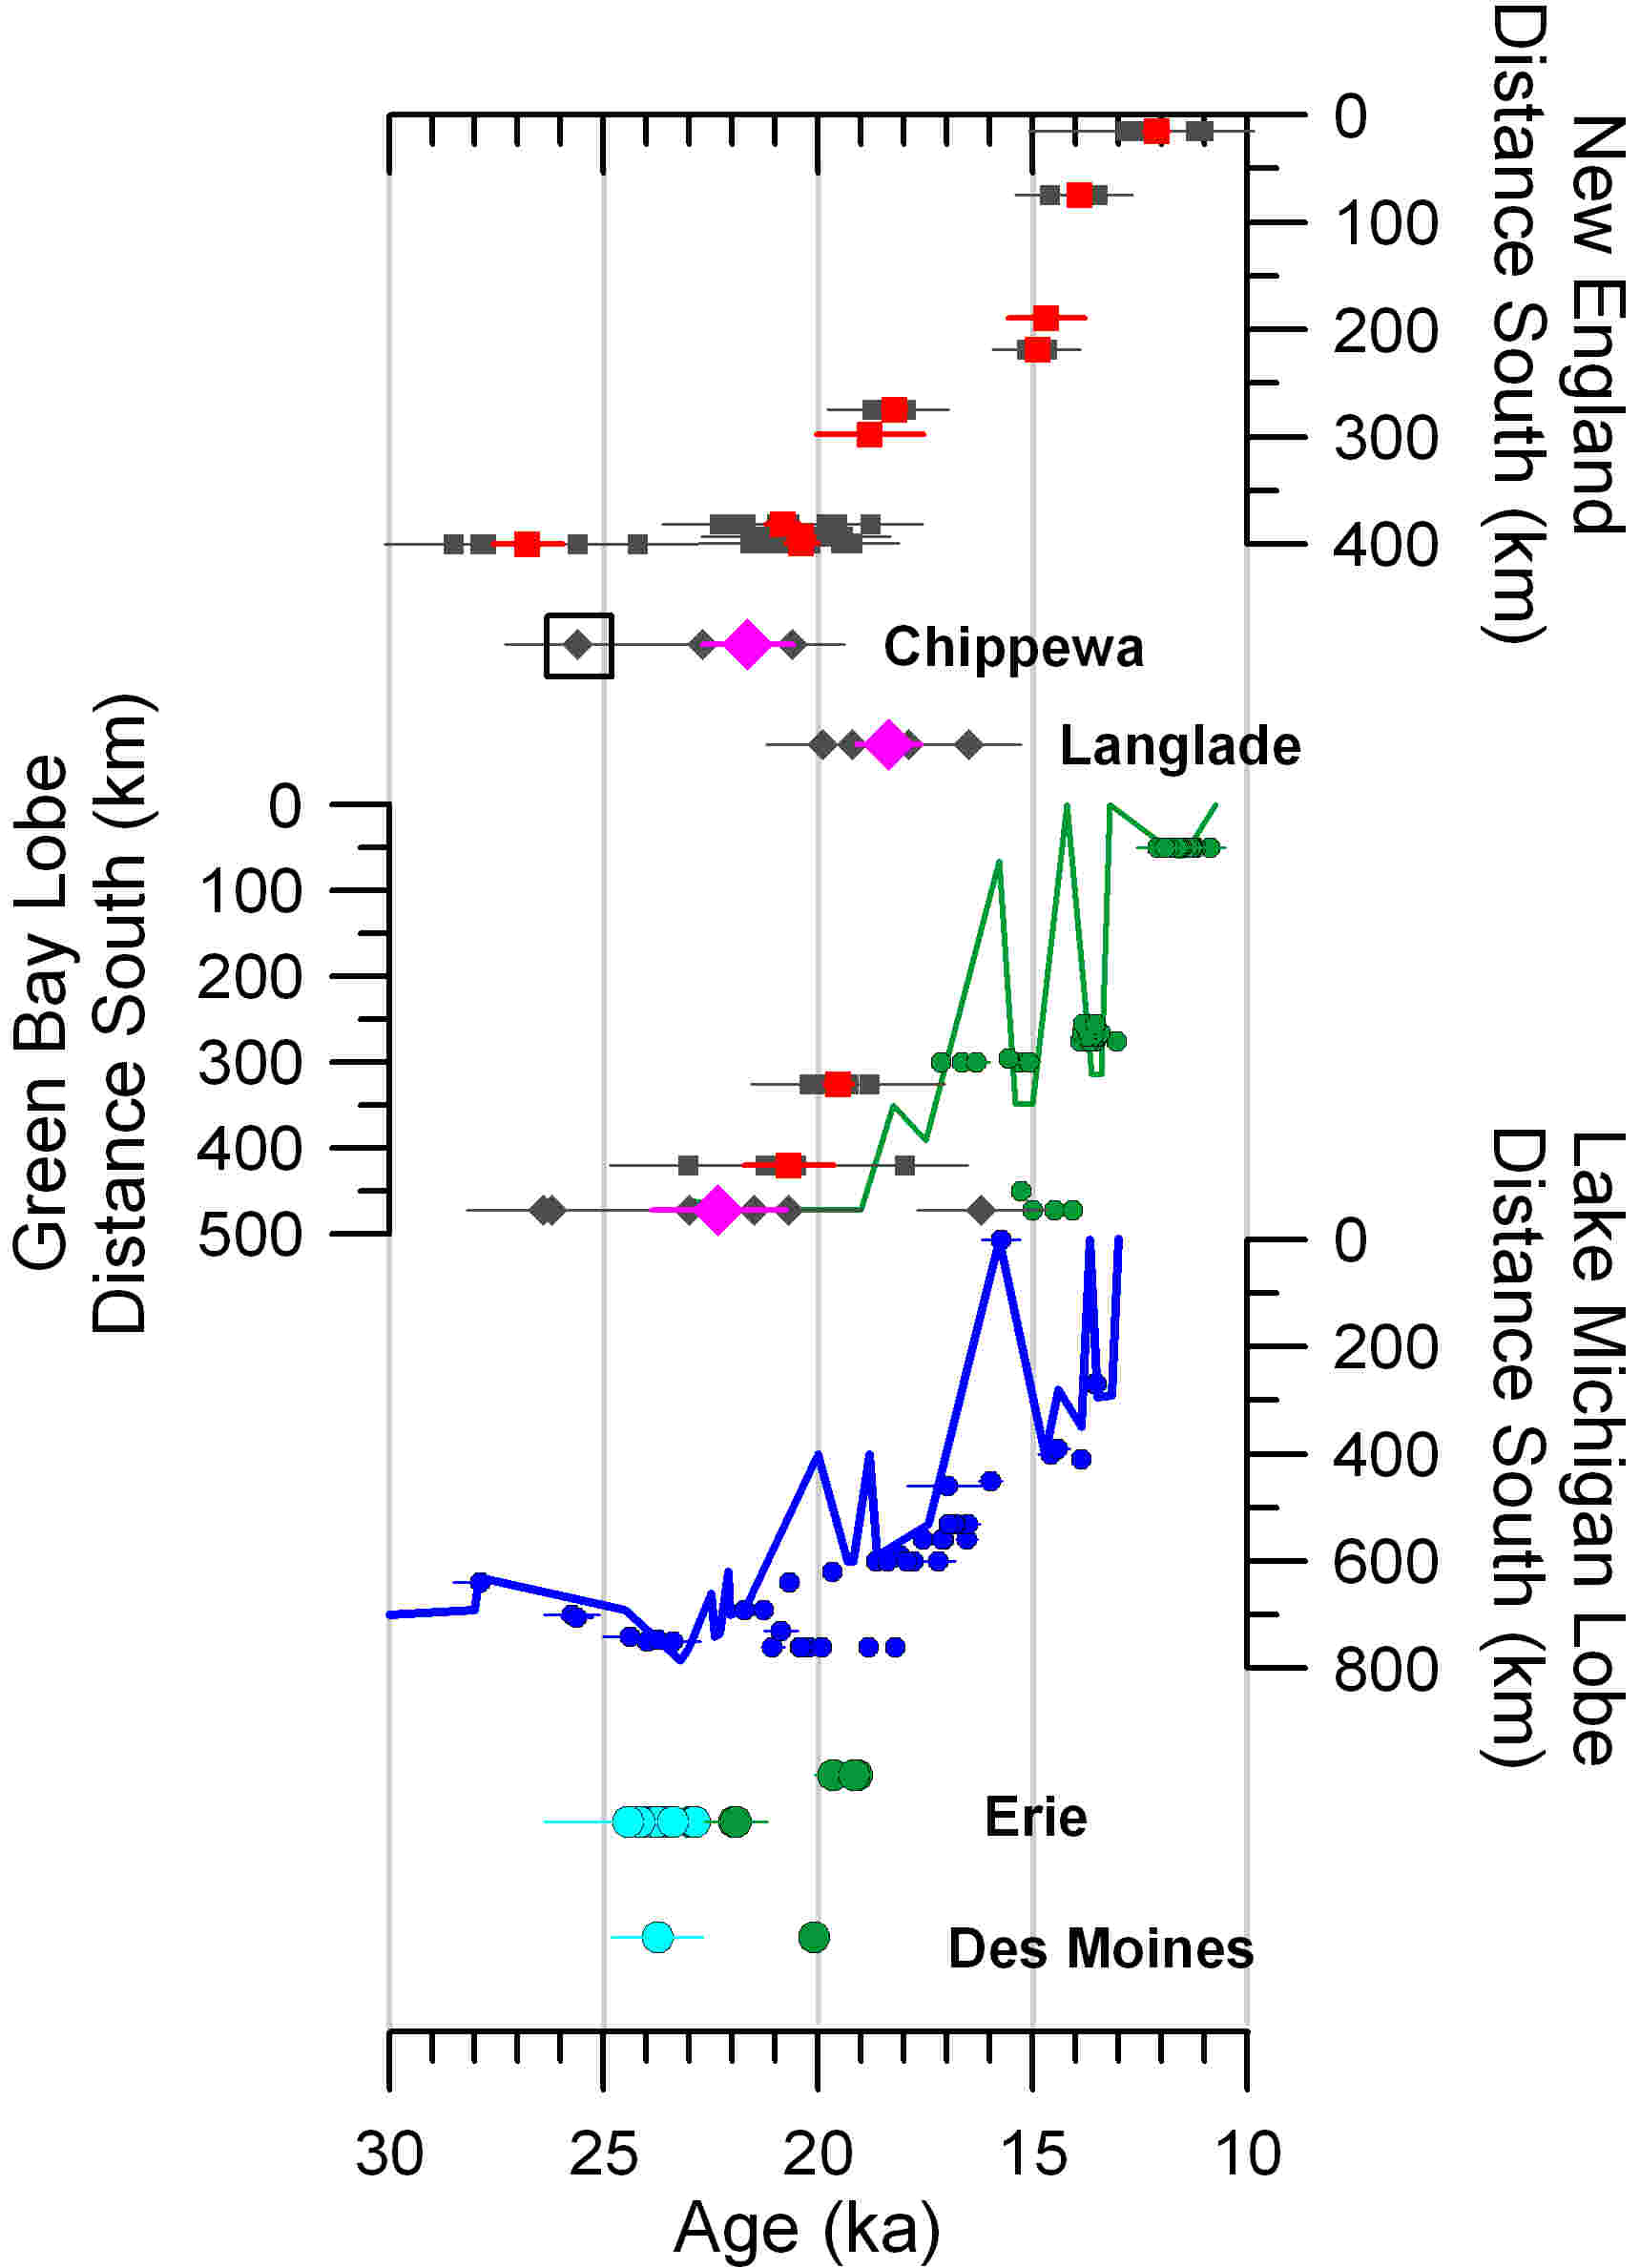 New England
Distance South (km)
0
100
200
300
400
Chippewa
Langlade
Green Bay Lobe
Distance South (km)
0
100
200
300
400
500
Lake Michigan Lobe
Distance South (km)
0
200
400
600
800
Erie
Des Moines
30 25 20 15 10
Age (ka)